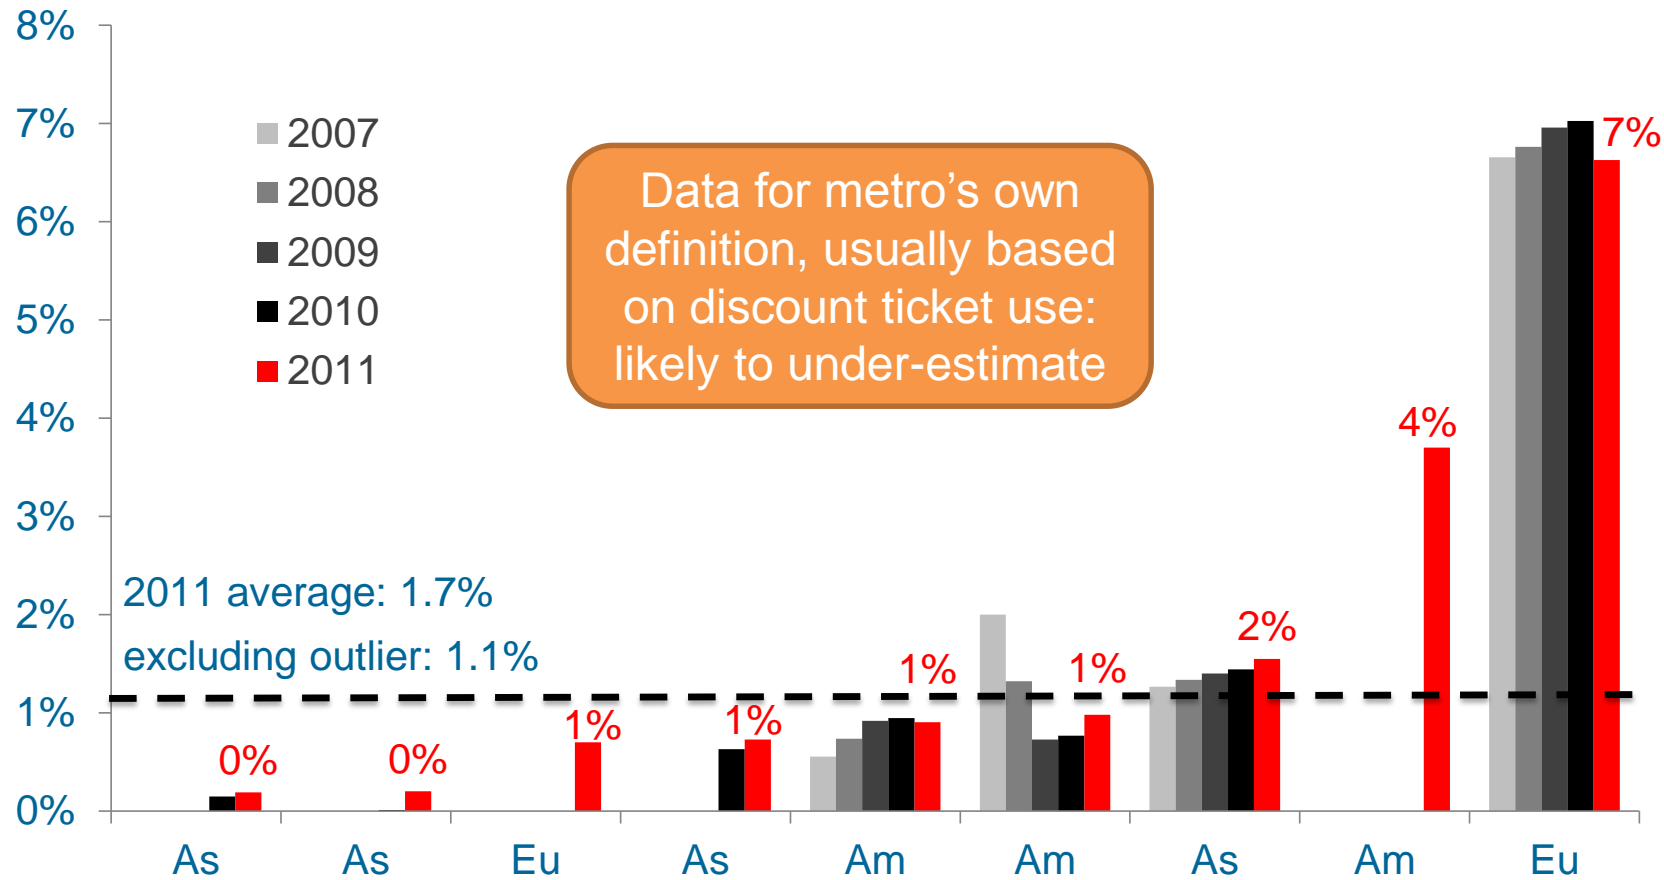 8%
7%
6%
5%
4%
3%
2%
1%
0%
2007
2008
2009
2010
2011
Data for metro’s own
definition, usually based
on discount ticket use:
likely to under-estimate
2011 average: 1.7%
excluding outlier: 1.1%
0%
0%
1%
1%
1%
1%
2%
4%
7%
As
As
Eu
As
Am
Am
As
Am
Eu